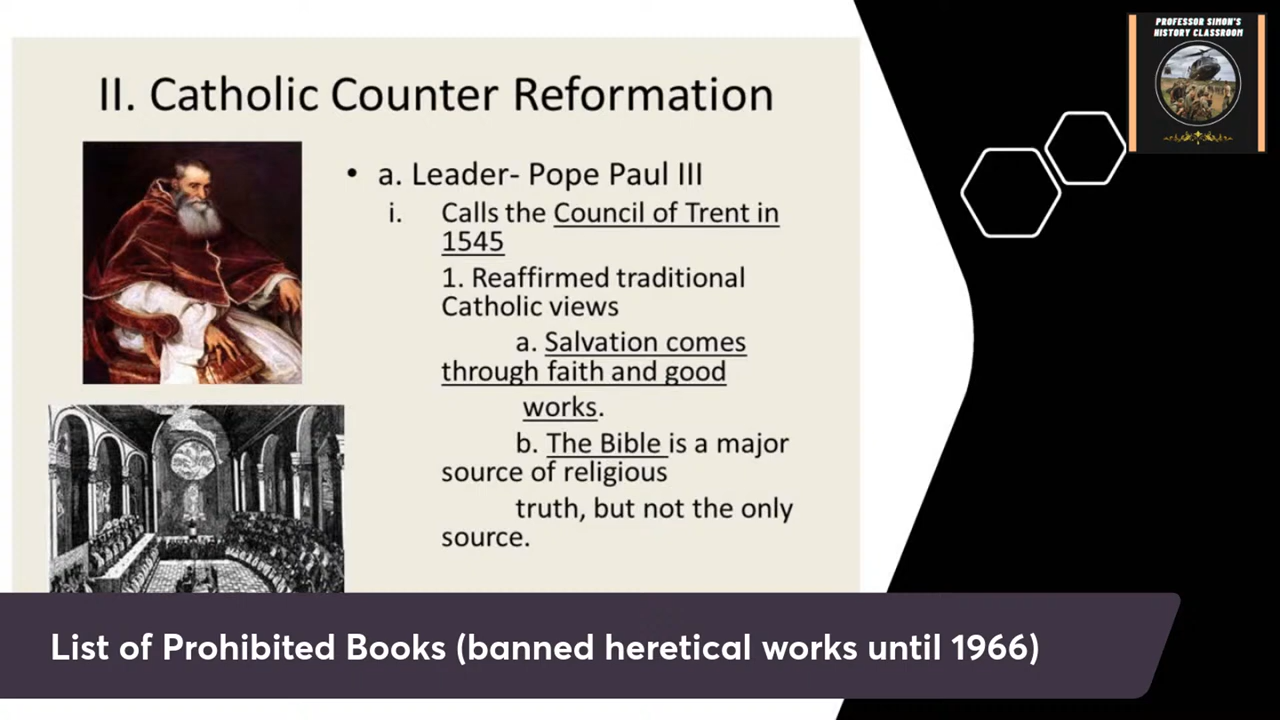 PROFESSOR SIMON'S
HISTORY CLASSROOM
II. Catholic Counter Reformation
• a. Leader- Pope Paul III
i. Calls the Council of Trent in
1545
1. Reaffirmed traditional
Catholic views
a. Salvation comes
through faith and good
works.
b. The Bible is a major
source of religious
truth, but not the only
source.
List of Prohibited Books (banned heretical works until 1966)